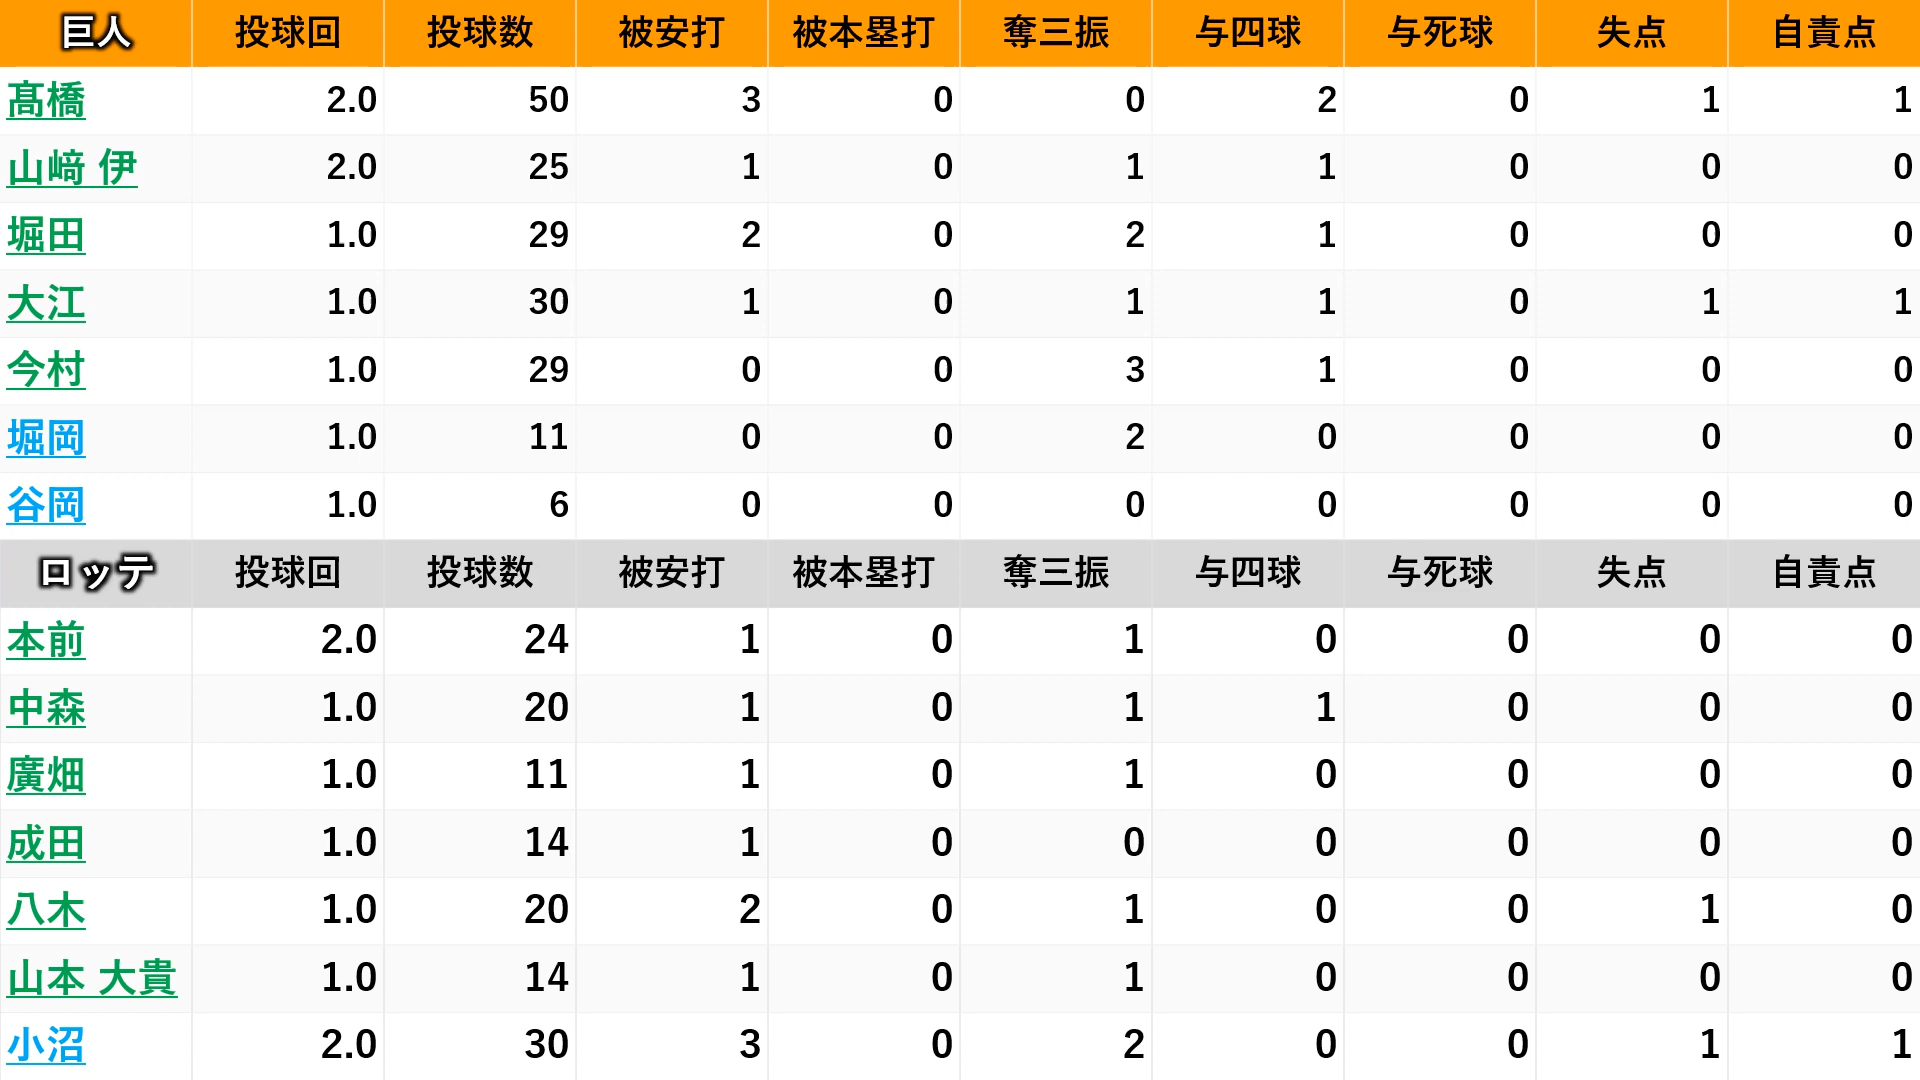 巨人 投球回 投球数 被安打 被本塁打 奪三振 与四球 与死球 失点 自責点
髙橋 2.0 50 3 0 0 2 0 1 1
山﨑 伊 2.0 25 1 0 1 1 0 0 0
堀田 1.0 29 2 0 2 1 0 0 0
大江 1.0 30 1 0 1 1 0 1 1
今村 1.0 29 0 0 3 1 0 0 0
堀岡 1.0 11 0 0 2 0 0 0 0
谷岡 1.0 6 0 0 0 0 0 0 0
ロッテ 投球回 投球数 被安打 被本塁打 奪三振 与四球 与死球 失点 自責点
本前 2.0 24 1 0 1 0 0 0 0
中森 1.0 20 1 0 1 1 0 0 0
廣畑 1.0 11 1 0 1 0 0 0 0
成田 1.0 14 1 0 0 0 0 0 0
八木 1.0 20 2 0 1 0 0 1 0
山本 大貴 1.0 14 1 0 1 0 0 0 0
小沼 2.0 30 3 0 2 0 0 1 1